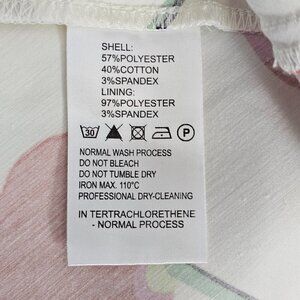 SHELL:
57%POLYESTER
40%COTTON
3%SPANDEX
LINING:
97%POLYESTER
3%SPANDEX
30 P
NORMAL WASH PROCESS
DO NOT BLEACH
DO NOT TUMBLE DRY
IRON MAX. 110°C
PROFESSIONAL DRY-CLEANING
IN TERTRACHLORETHENE
- NORMAL PROCESS